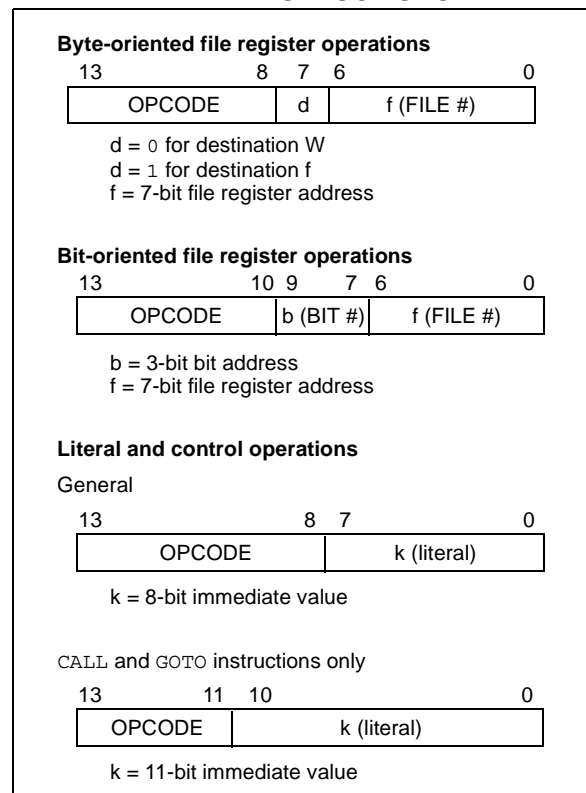 Byte-oriented file register operations
13 8 7 6 0
OPCODE d f (FILE #)
d = 0 for destination W
d = 1 for destination f
f = 7-bit file register address
Bit-oriented file register operations
13 10 9 7 6 0
OPCODE b (BIT #) f (FILE #)
b = 3-bit bit address
f = 7-bit file register address
Literal and control operations
General
13 8 7 0
OPCODE k (literal)
k = 8-bit immediate value
CALL and GOTO instructions only
13 11 10 0
OPCODE k (literal)
k = 11-bit immediate value